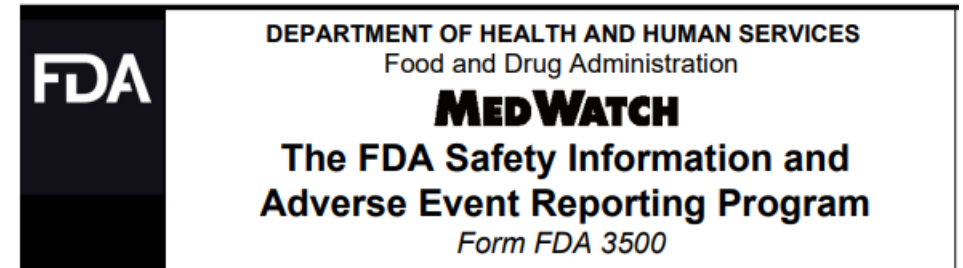 FDA
DEPARTMENT OF HEALTH AND HUMAN SERVICES
Food and Drug Administration
MEDWATCH
The FDA Safety Information and
Adverse Event Reporting Program
Form FDA 3500